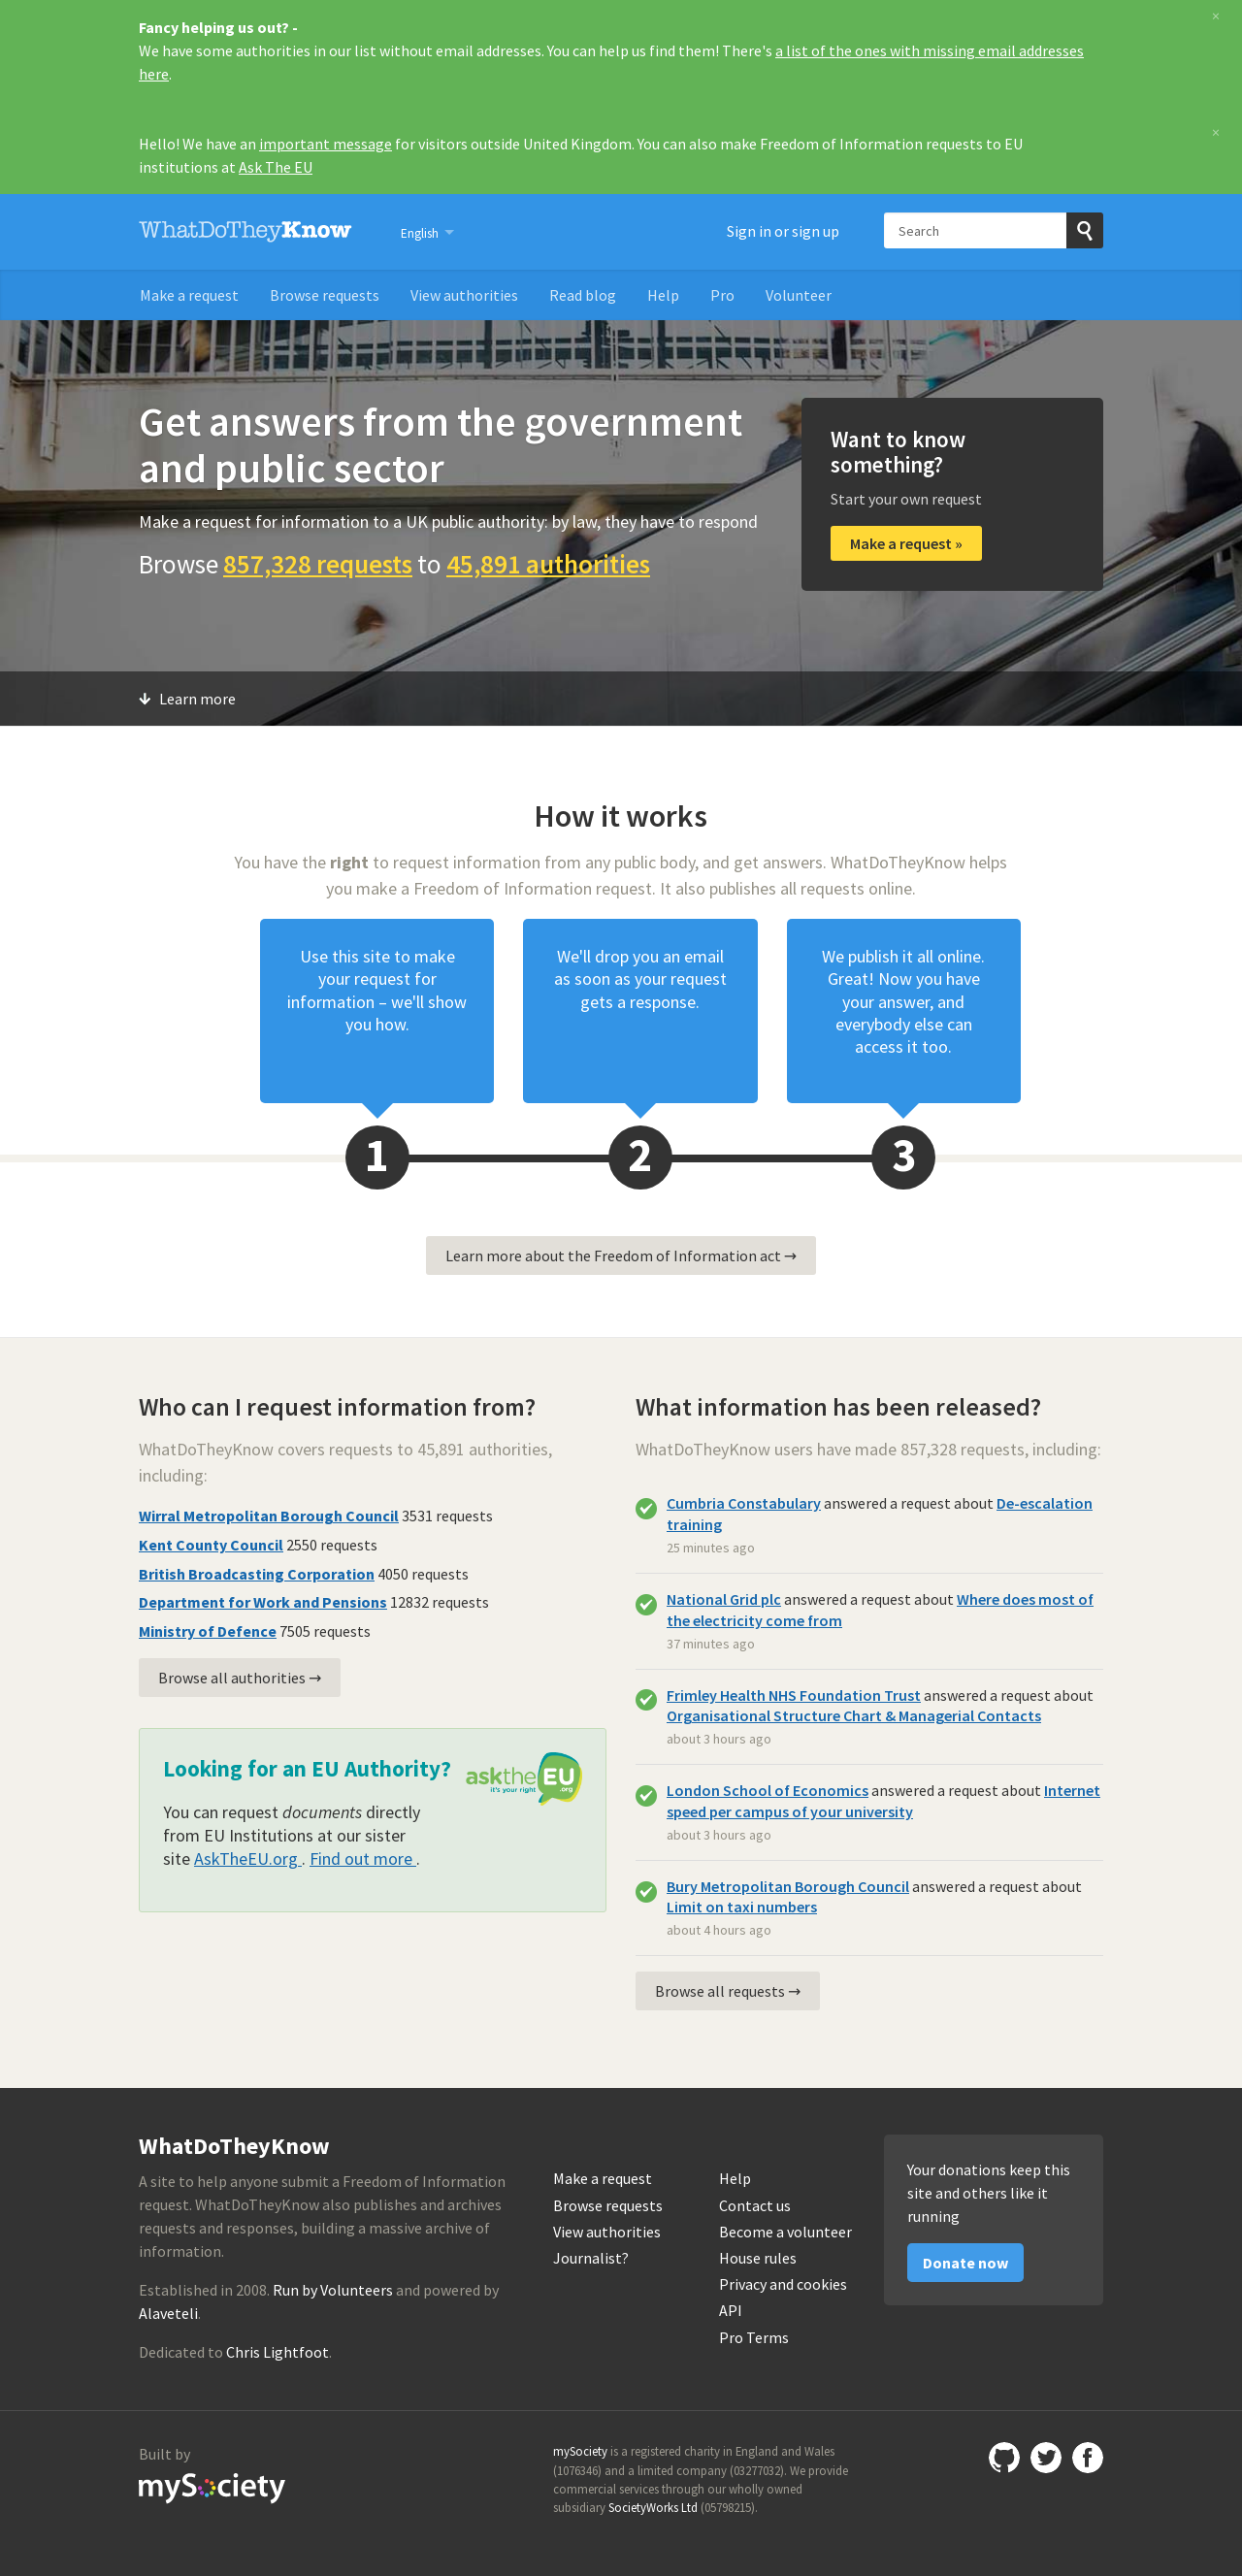 Fancy helping us out? -
We have some authorities in our list without email addresses. You can help us find them! There's a list of the ones with missing email addresses
here.
×
Hello! We have an important message for visitors outside United Kingdom. You can also make Freedom of Information requests to EU
institutions at Ask The EU
×
WhatDoTheyKnow
English
Sign in or sign up
Search
Make a request
Browse requests
View authorities
Read blog
Help
Pro
Volunteer
Get answers from the government
and public sector
Make a request for information to a UK public authority: by law, they have to respond
Browse 857,328 requests to 45,891 authorities
Want to know
something?
Start your own request
Make a request »
Learn more
How it works
You have the right to request information from any public body, and get answers. WhatDoTheyKnow helps
you make a Freedom of Information request. It also publishes all requests online.
Use this site to make
your request for
information – we'll show
you how.
We'll drop you an email
as soon as your request
gets a response.
We publish it all online.
Great! Now you have
your answer, and
everybody else can
access it too.
1
2
3
Learn more about the Freedom of Information act →
Who can I request information from?
WhatDoTheyKnow covers requests to 45,891 authorities,
including:
Wirral Metropolitan Borough Council 3531 requests
Kent County Council 2550 requests
British Broadcasting Corporation 4050 requests
Department for Work and Pensions 12832 requests
Ministry of Defence 7505 requests
Browse all authorities →
Looking for an EU Authority?
asktheEU.org
it's your right
You can request documents directly
from EU Institutions at our sister
site AskTheEU.org . Find out more .
What information has been released?
WhatDoTheyKnow users have made 857,328 requests, including:
Cumbria Constabulary answered a request about De-escalation
training
25 minutes ago
National Grid plc answered a request about Where does most of
the electricity come from
37 minutes ago
Frimley Health NHS Foundation Trust answered a request about
Organisational Structure Chart & Managerial Contacts
about 3 hours ago
London School of Economics answered a request about Internet
speed per campus of your university
about 3 hours ago
Bury Metropolitan Borough Council answered a request about
Limit on taxi numbers
about 4 hours ago
Browse all requests →
WhatDoTheyKnow
A site to help anyone submit a Freedom of Information
request. WhatDoTheyKnow also publishes and archives
requests and responses, building a massive archive of
information.
Established in 2008. Run by Volunteers and powered by
Alaveteli.
Dedicated to Chris Lightfoot.
Make a request
Browse requests
View authorities
Journalist?
Help
Contact us
Become a volunteer
House rules
Privacy and cookies
API
Pro Terms
Your donations keep this
site and others like it
running
Donate now
Built by
mySociety
mySociety is a registered charity in England and Wales
(1076346) and a limited company (03277032). We provide
commercial services through our wholly owned
subsidiary SocietyWorks Ltd (05798215).